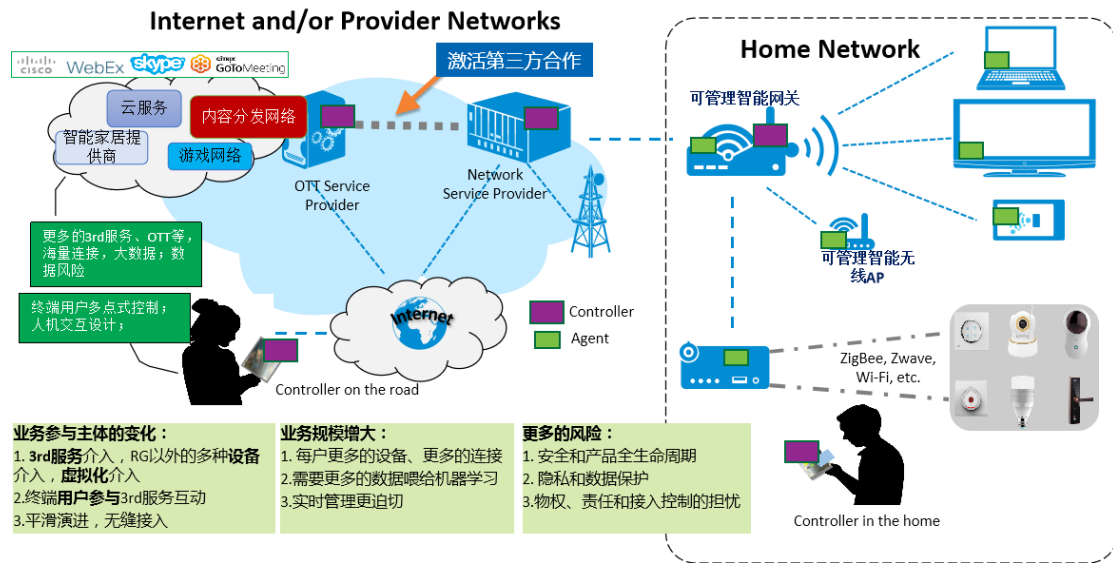 Internet and/or Provider Networks
Home Network
CISCO
WebEx
skype
citrix
GoToMeeting
激活第三方合作
云服务
内容分发网络
智能家居提
供商
游戏网络
OTT Service
Provider
Network
Service Provider
可管理智能网关
可管理智能无
线AP
更多的3rd服务、OTT等，
海量连接，大数据；数
据风险
终端用户多点式控制；
人机交互设计；
Internet
Controller
Agent
Controller on the road
ZigBee, Zwave,
Wi-Fi, etc.
Controller in the home
业务参与主体的变化：
1. 3rd服务介入，RG以外的多种设备
介入，虚拟化介入
2.终端用户参与3rd服务互动
3.平滑演进，无缝接入
业务规模增大：
1. 每户更多的设备、更多的连接
2.需要更多的数据喂给机器学习
3.实时管理更迫切
更多的风险：
1. 安全和产品全生命周期
2. 隐私和数据保护
3.物权、责任和接入控制的担忧